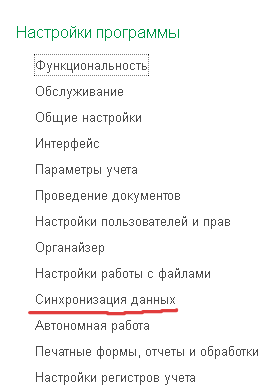 Настройки программы
Функциональность
Обслуживание
Общие настройки
Интерфейс
Параметры учета
Проведение документов
Настройки пользователей и прав
Органайзер
Настройки работы с файлами
Синхронизация данных
Автономная работа
Печатные формы, отчеты и обработки
Настройки регистров учета